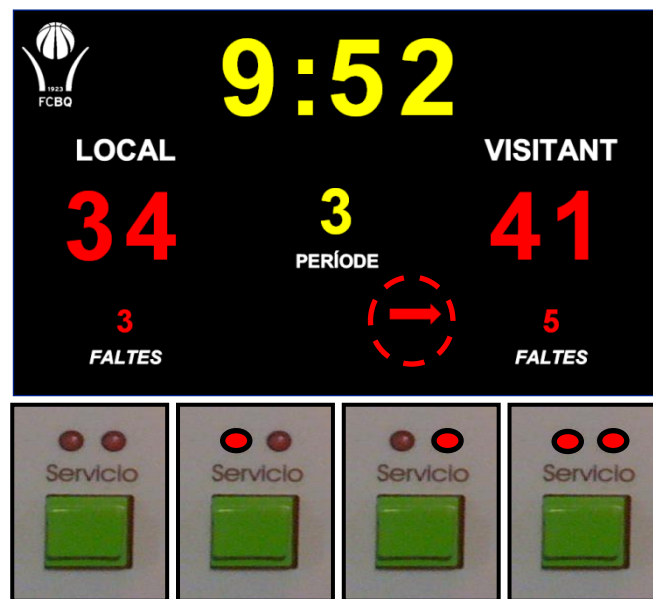 9:52
1923
FCBQ
LOCAL
VISITANT
34
3
41
PERÍODE
3
5
FALTES
FALTES
Servicio
Servicio
Servicio
Servicio